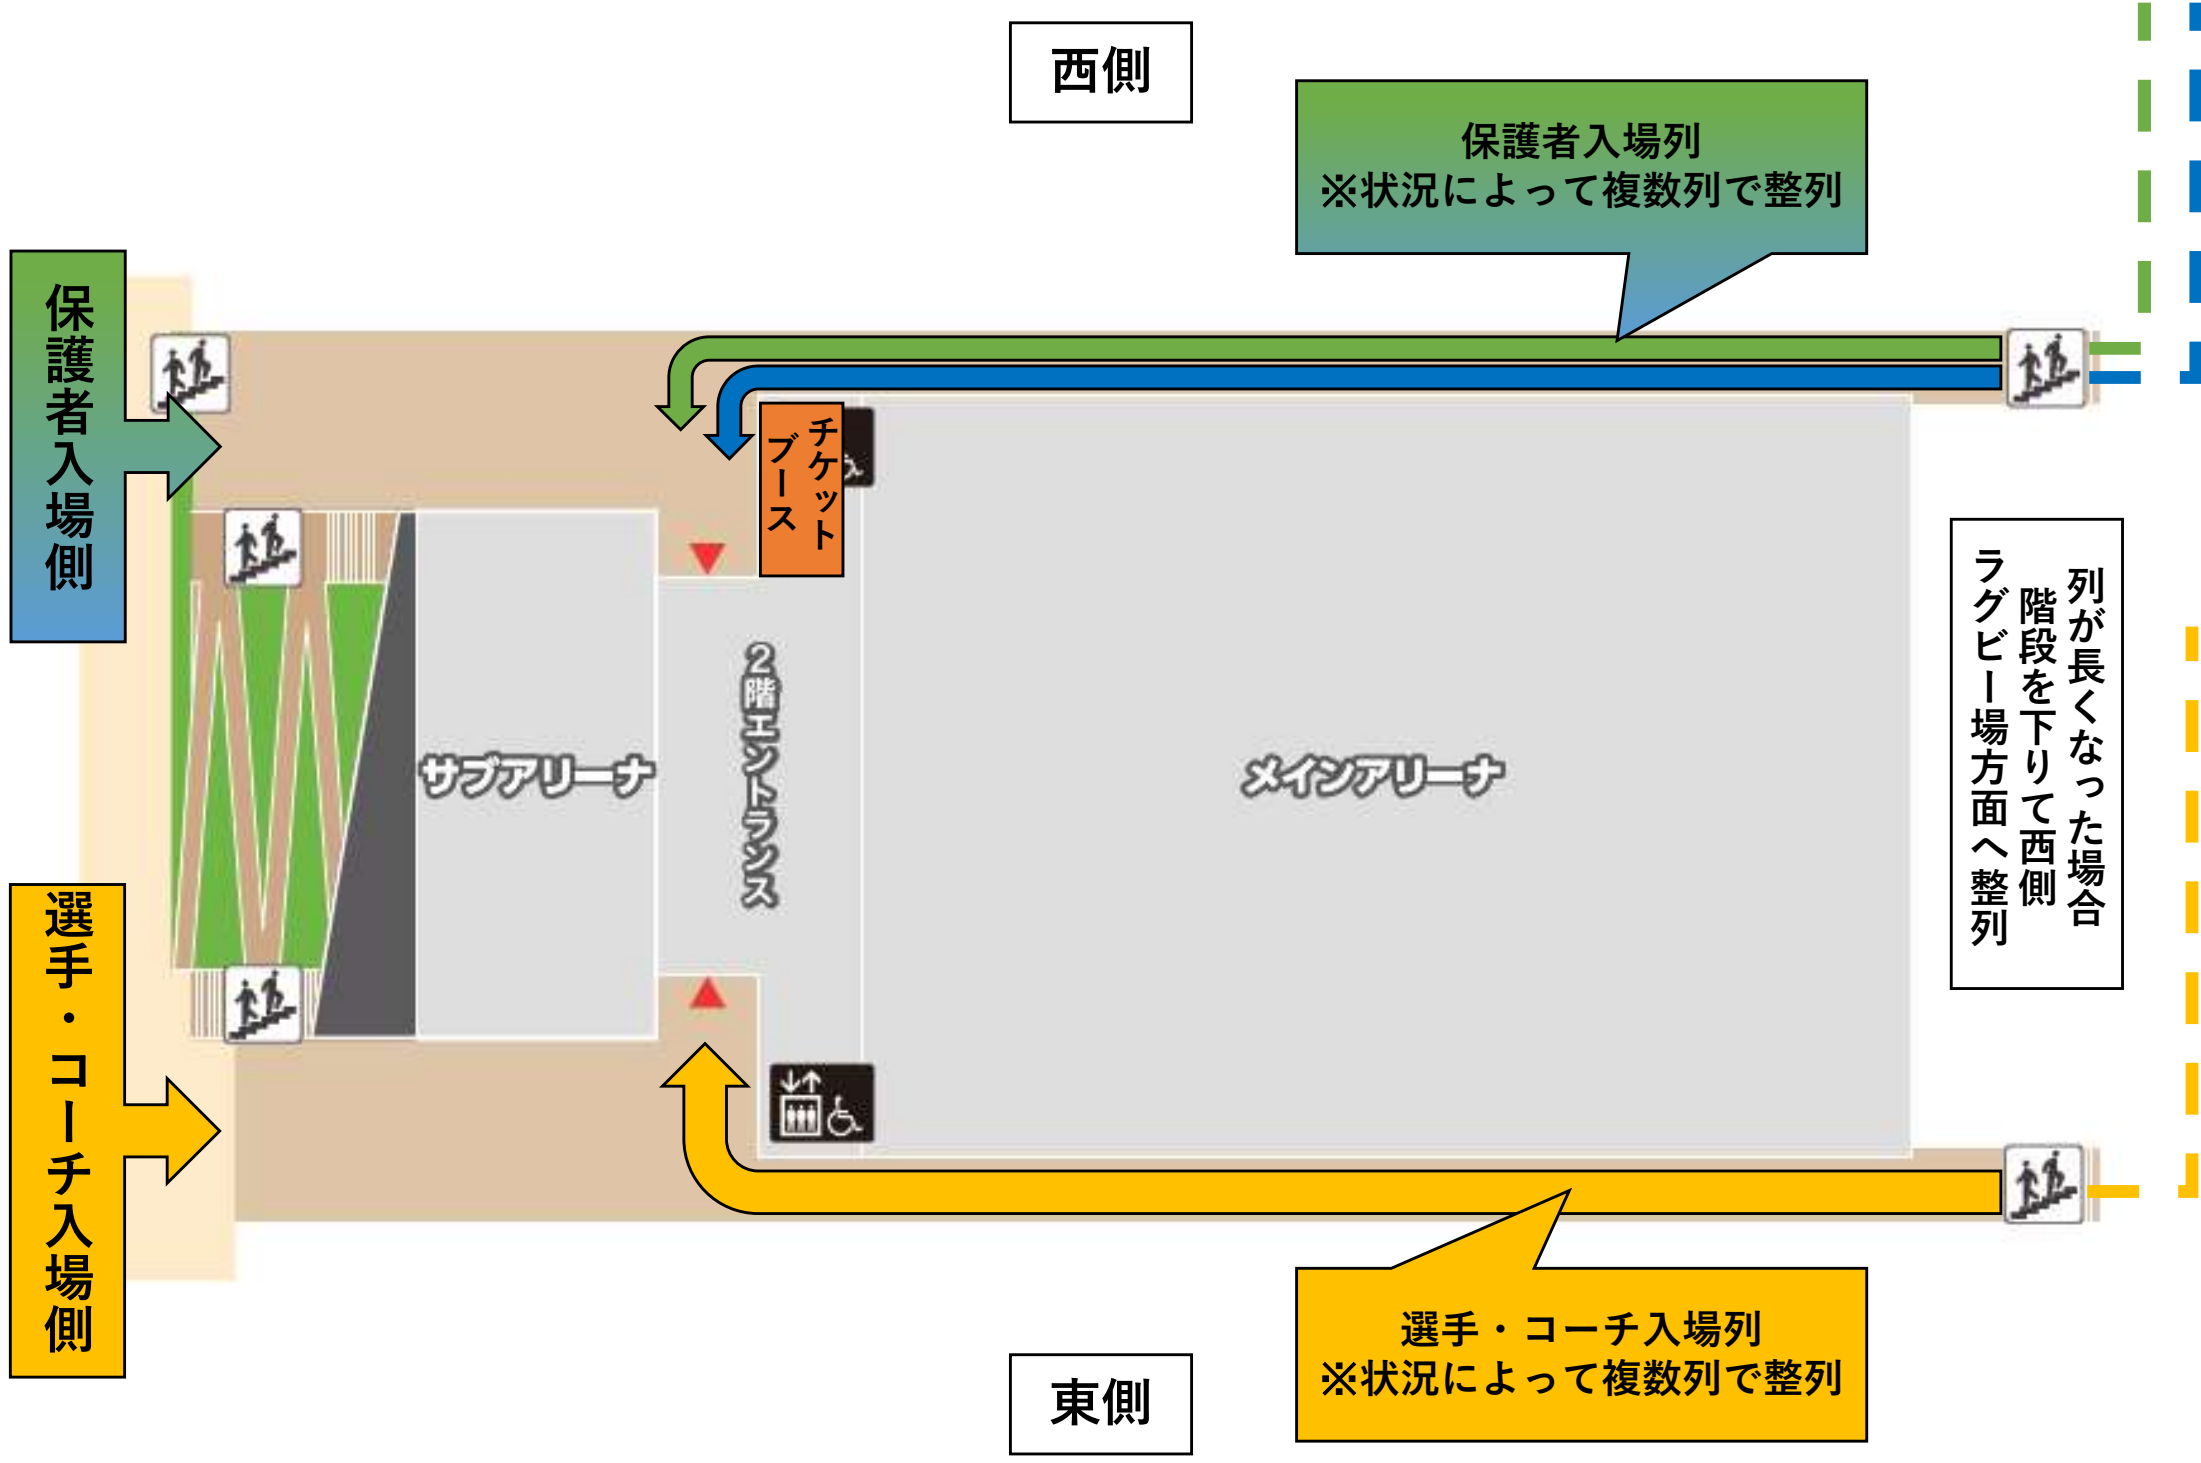 西側
保護者入場列
※状況によって複数列で整列
保護者入場側
チケット
ブース
2階エントランス
サブアリーナ
メインアリーナ
列が長くなった場合
階段を下りて西側
ラグビー場方面へ整列
選手・コーチ入場側
選手・コーチ入場列
※状況によって複数列で整列
東側